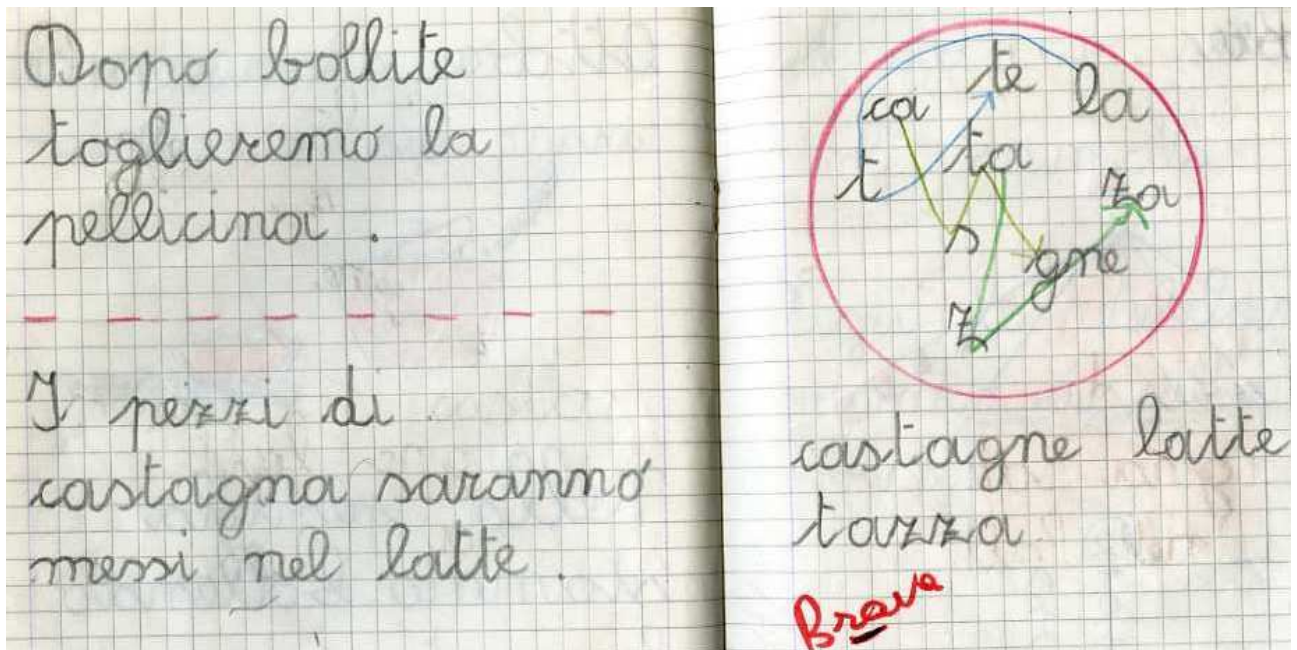 Dopo bollite
toglieremo la
pellicina.
I pezzi di
castagna saranno
messi nel latte.
te
ca la
t ta za
s gne
z
castagne latte
tazza
Brava